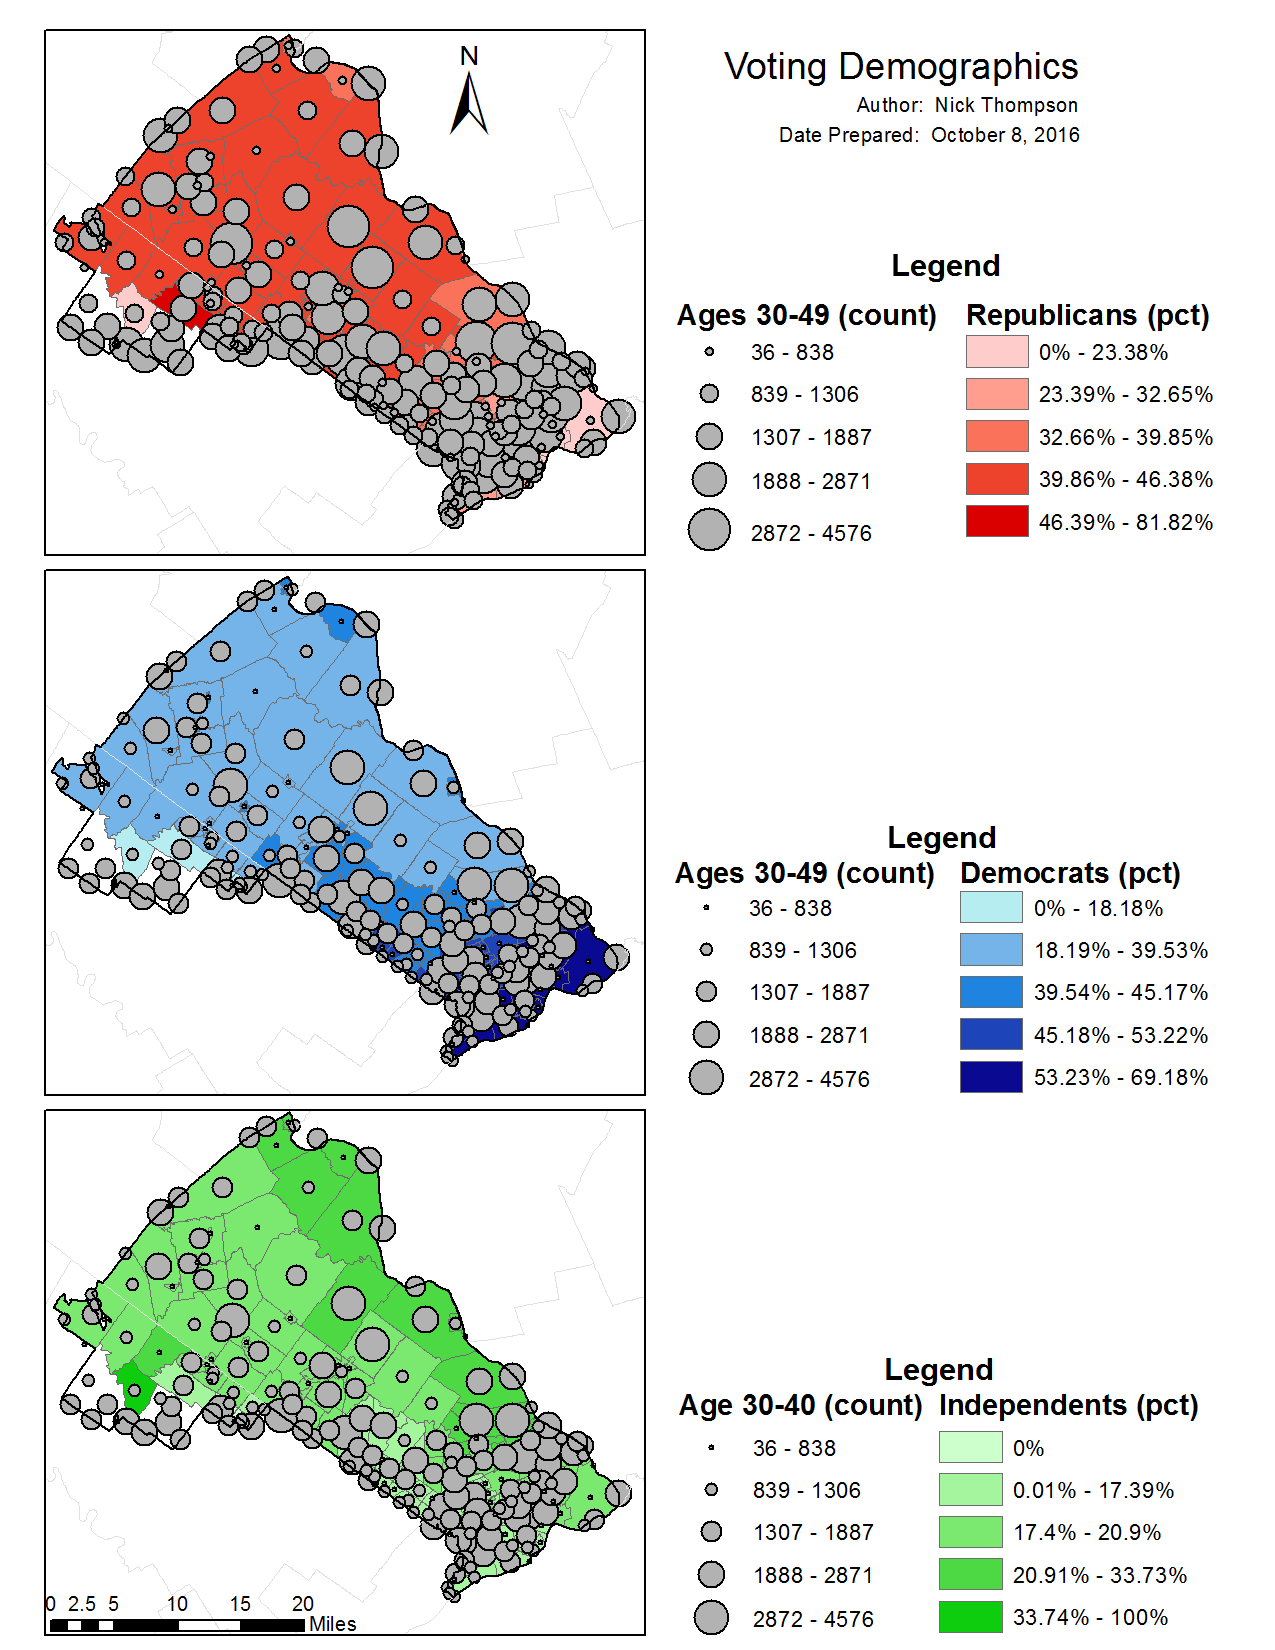 N
Voting Demographics
Author: Nick Thompson
Date Prepared: October 8, 2016
Legend
Ages 30-49 (count) Republicans (pct)
36 - 838 0% - 23.38%
839 - 1306 23.39% - 32.65%
1307 - 1887 32.66% - 39.85%
1888 - 2871 39.86% - 46.38%
2872 - 4576 46.39% - 81.82%
Legend
Ages 30-49 (count) Democrats (pct)
36 - 838 0% - 18.18%
839 - 1306 18.19% - 39.53%
1307 - 1887 39.54% - 45.17%
1888 - 2871 45.18% - 53.22%
2872 - 4576 53.23% - 69.18%
Legend
Age 30-40 (count) Independents (pct)
36 - 838 0%
839 - 1306 0.01% - 17.39%
1307 - 1887 17.4% - 20.9%
1888 - 2871 20.91% - 33.73%
2872 - 4576 33.74% - 100%
0 2.5 5 10 15 20
Miles